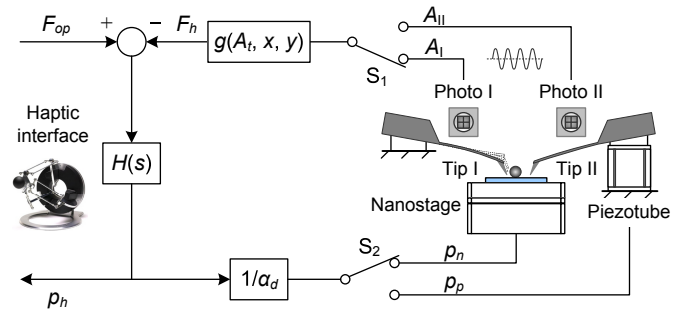 F_op + − F_h g(A_t, x, y) A_II
A_I
S_1 Photo I Photo II
Haptic
interface
H(s)
Tip I Tip II
Nanostage Piezotube
S_2
p_h 1/α_d p_n
p_p